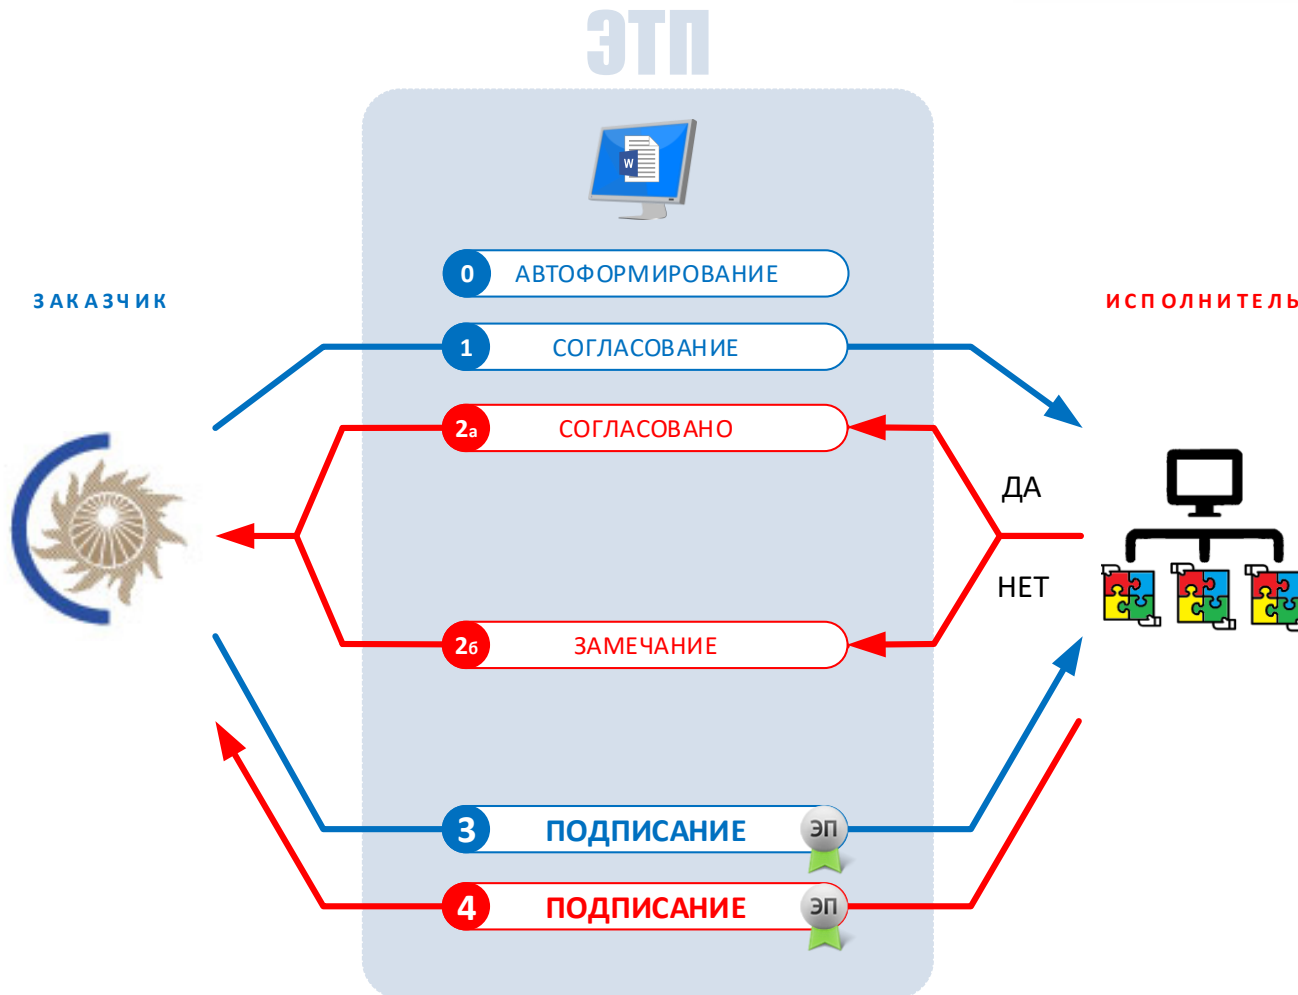 ЭТП
W
0 АВТОФОРМИРОВАНИЕ
ЗАКАЗЧИК
ИСПОЛНИТЕЛЬ
1 СОГЛАСОВАНИЕ
2а СОГЛАСОВАНО
ДА
НЕТ
2б ЗАМЕЧАНИЕ
3 ПОДПИСАНИЕ ЭП
4 ПОДПИСАНИЕ ЭП